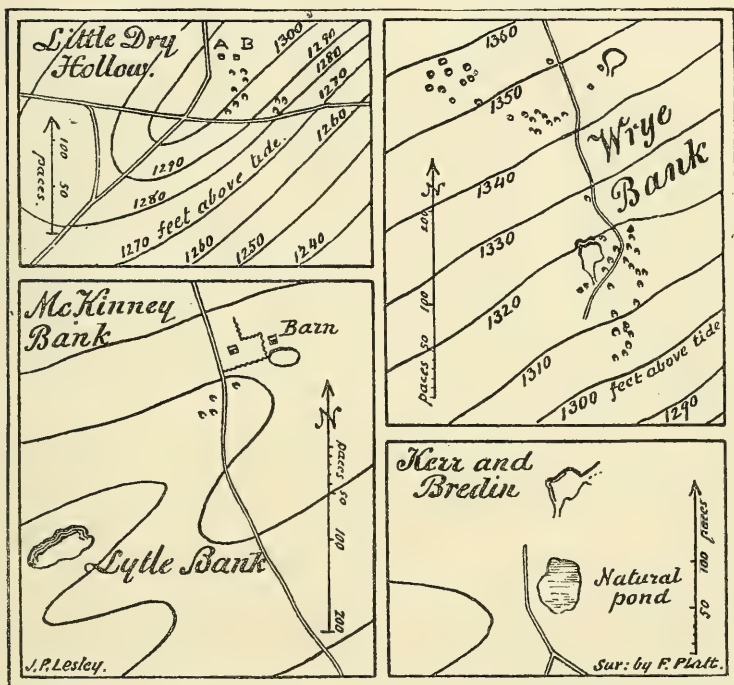 Little Dry
Hollow.
A B
1300
1290
1280
1270
1260
100
50
paces.
1290
1280
1270 feet above tide.
1260
1250
1240
1360
1350
Wrye
Bank
1340
N
200
1330
1320
100
50
paces
1310
1300 feet above tide
1290
McKinney
Bank
Barn
N
paces
50
100
200
Lytle Bank
J.P. Lesley.
Kerr and
Bredin
paces
100
50
Natural
pond
Sur: by F. Platt.